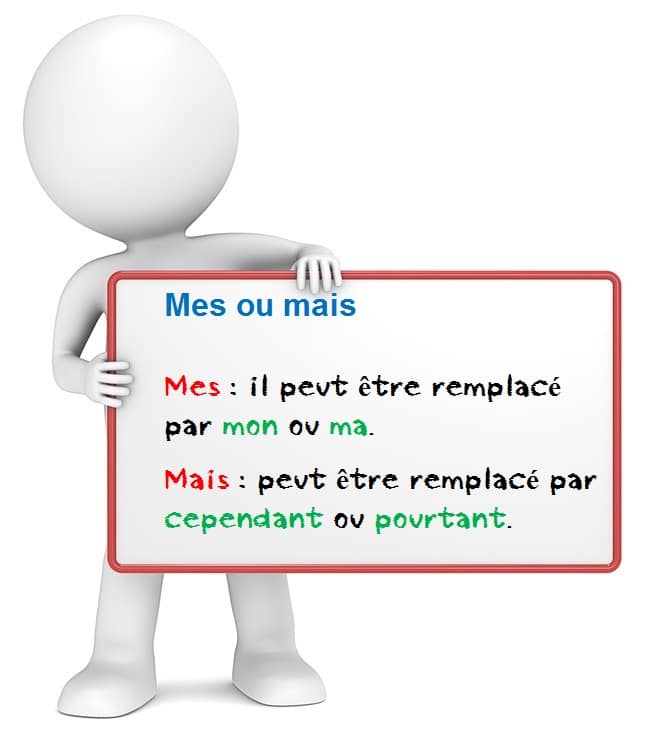 Mes ou mais
Mes : il peut être remplacé
par mon ou ma.
Mais : peut être remplacé par
cependant ou pourtant.